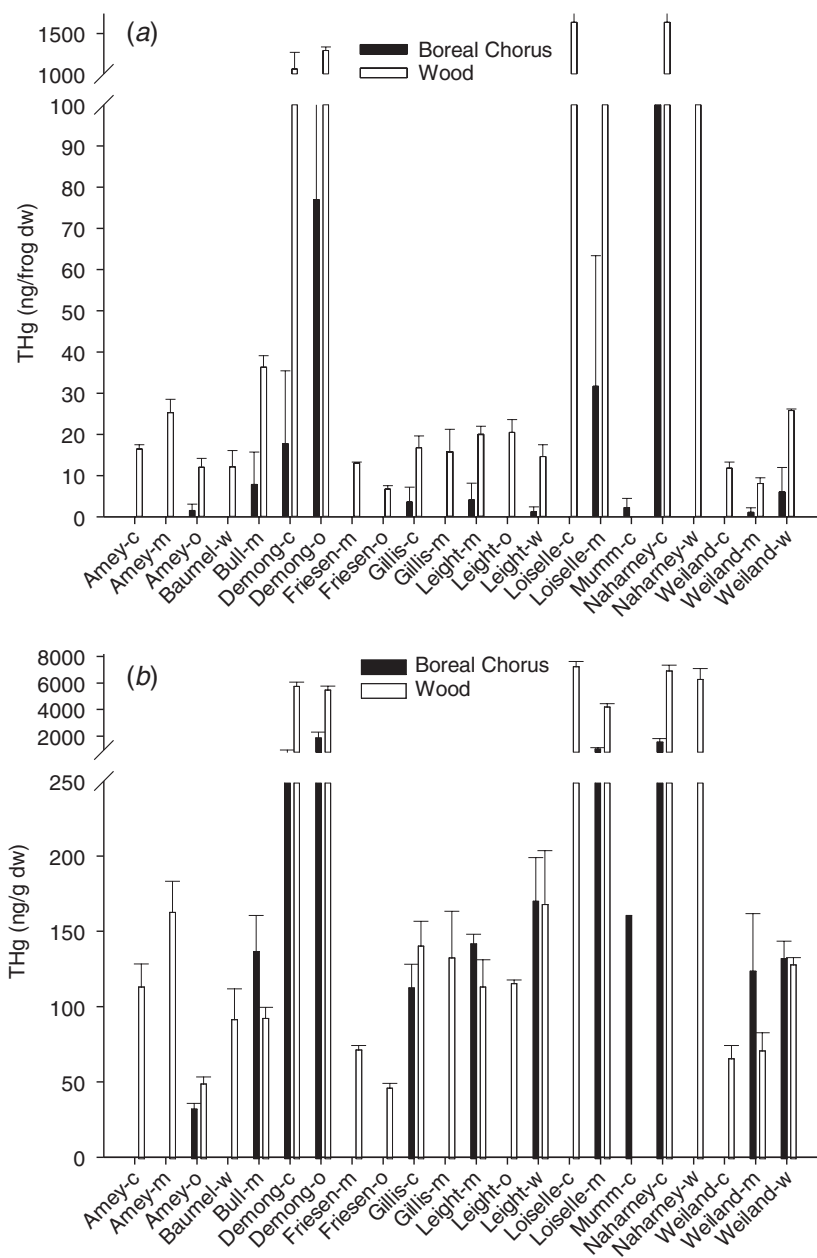 (a)
1500
1000
Boreal Chorus
Wood
100
90
80
70
60
50
40
30
20
10
0
THg (ng/frog dw)
Amey-c
Amey-m
Amey-o
Baumel-w
Bull-m
Demong-c
Demong-o
Friesen-m
Friesen-o
Gillis-c
Gillis-m
Leight-m
Leight-o
Leight-w
Loiselle-c
Loiselle-m
Mumm-c
Naharney-c
Naharney-w
Weiland-c
Weiland-m
Weiland-w
(b)
8000
6000
4000
2000
Boreal Chorus
Wood
250
200
150
100
50
0
THg (ng/g dw)
Amey-c
Amey-m
Amey-o
Baumel-w
Bull-m
Demong-c
Demong-o
Friesen-m
Friesen-o
Gillis-c
Gillis-m
Leight-m
Leight-o
Leight-w
Loiselle-c
Loiselle-m
Mumm-c
Naharney-c
Naharney-w
Weiland-c
Weiland-m
Weiland-w